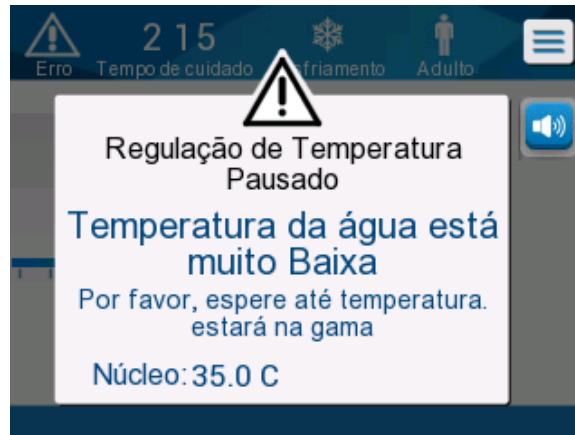 2 15
Erro Tempo de cuidado sfriamento Adulto
Regulação de Temperatura
Pausado
Temperatura da água está
muito Baixa
Por favor, espere até temperatura.
estará na gama
Núcleo: 35.0 C